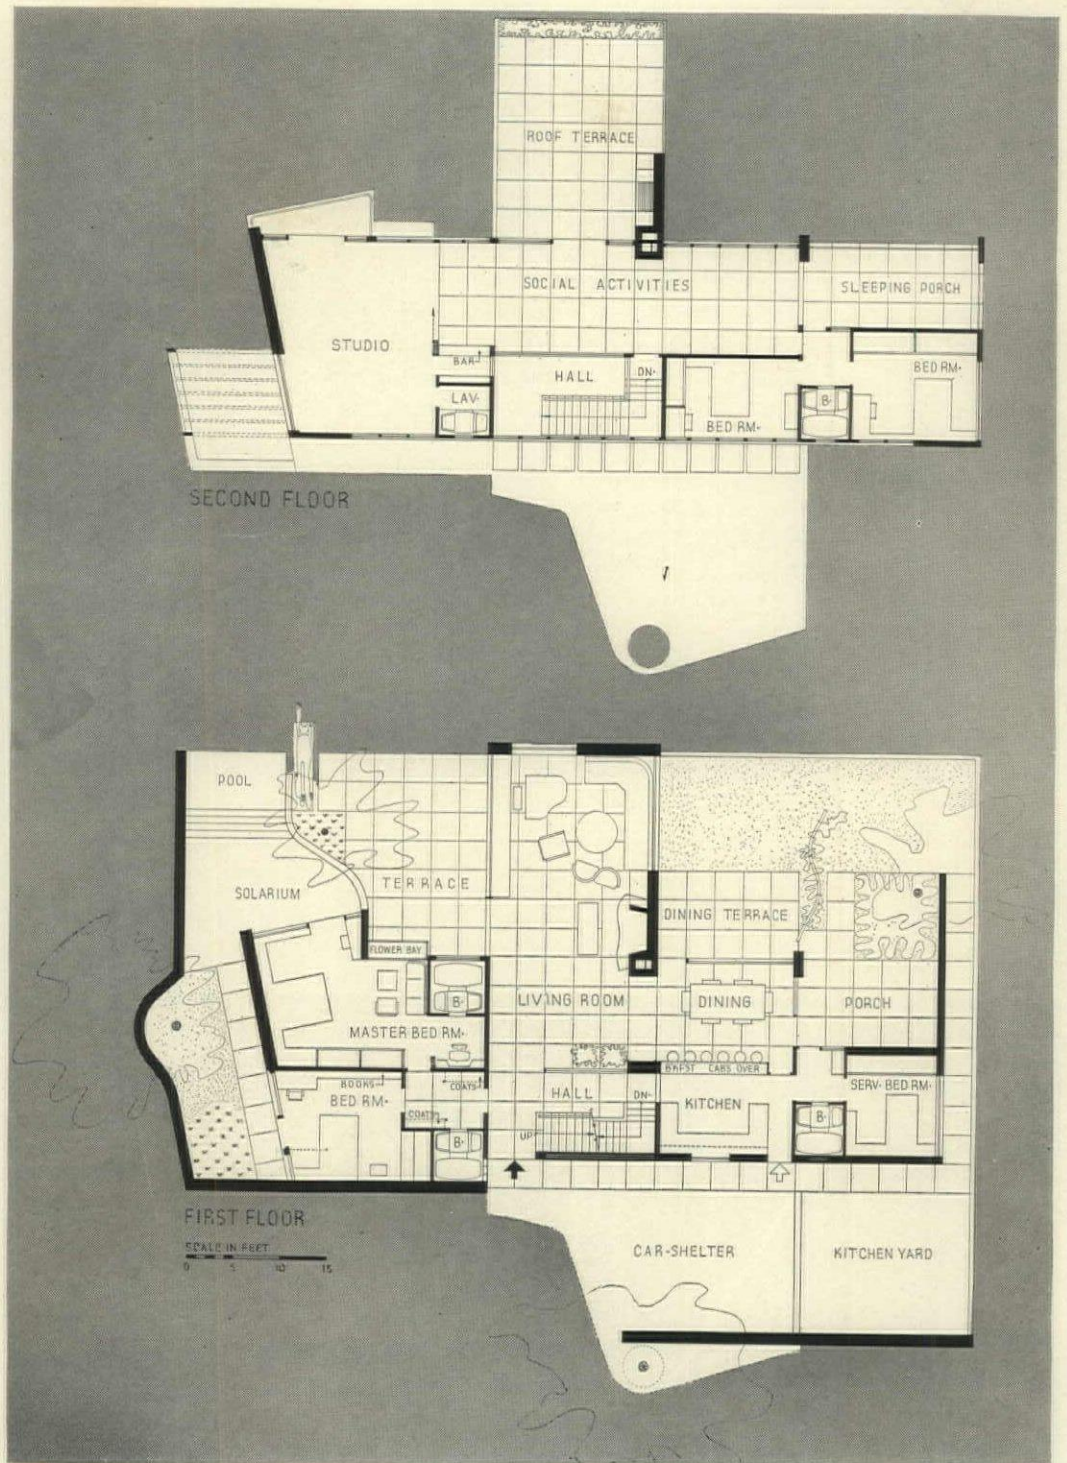 ROOF TERRACE
SOCIAL ACTIVITIES
SLEEPING PORCH
STUDIO
BAR
HALL
DN.
BED RM.
LAV.
B.
BED RM.
SECOND FLOOR
POOL
SOLARIUM
TERRACE
DINING TERRACE
FLOWER BAY
B.
LIVING ROOM
DINING
PORCH
MASTER BED RM.
BOOKS
COATS
BED RM.
COATS
B.
BKFST CABS OVER
HALL
DN.
KITCHEN
SERV. BED RM.
B.
UP
FIRST FLOOR
SCALE IN FEET
0 5 10 15
CAR-SHELTER
KITCHEN YARD